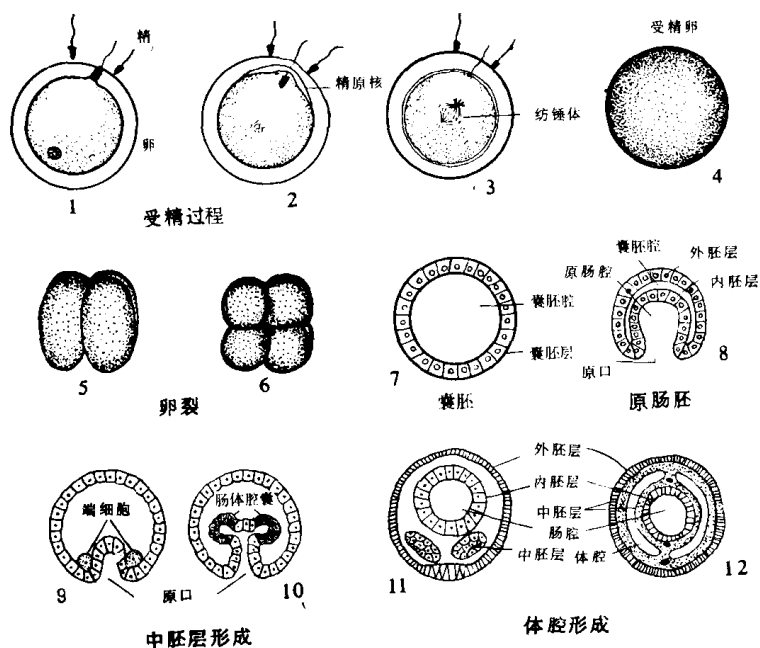 精
卵
1
精原核
2
纺锤体
3
受精卵
4
受精过程
5
6
卵裂
囊胚腔
囊胚层
7
囊胚
囊胚腔
外胚层
原肠腔
内胚层
原口
8
原肠胚
端细胞
9
肠体腔囊
原口
10
中胚层形成
外胚层
内胚层
中胚层
肠腔
中胚层
体腔
11
12
体腔形成